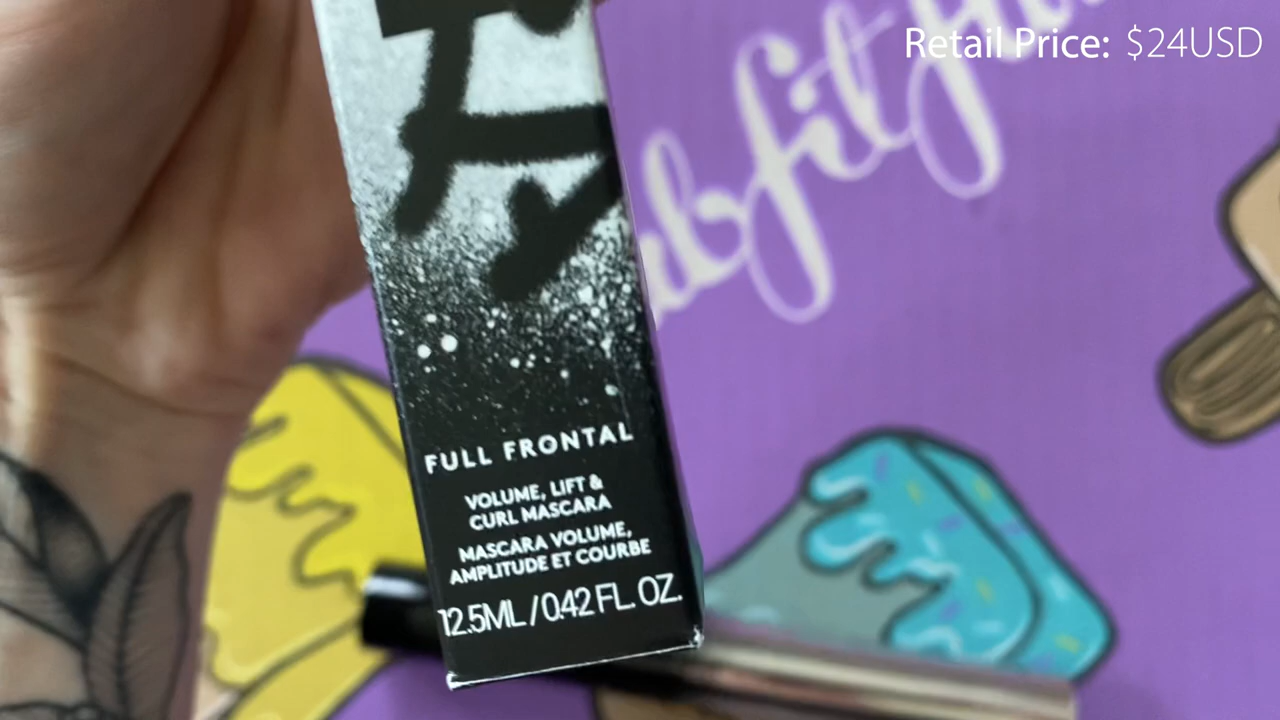 Retail Price: $24USD
FULL FRONTAL
VOLUME, LIFT &
CURL MASCARA
MASCARA VOLUME,
AMPLITUDE ET COURBE
12.5ML / 0.42 FL. OZ.